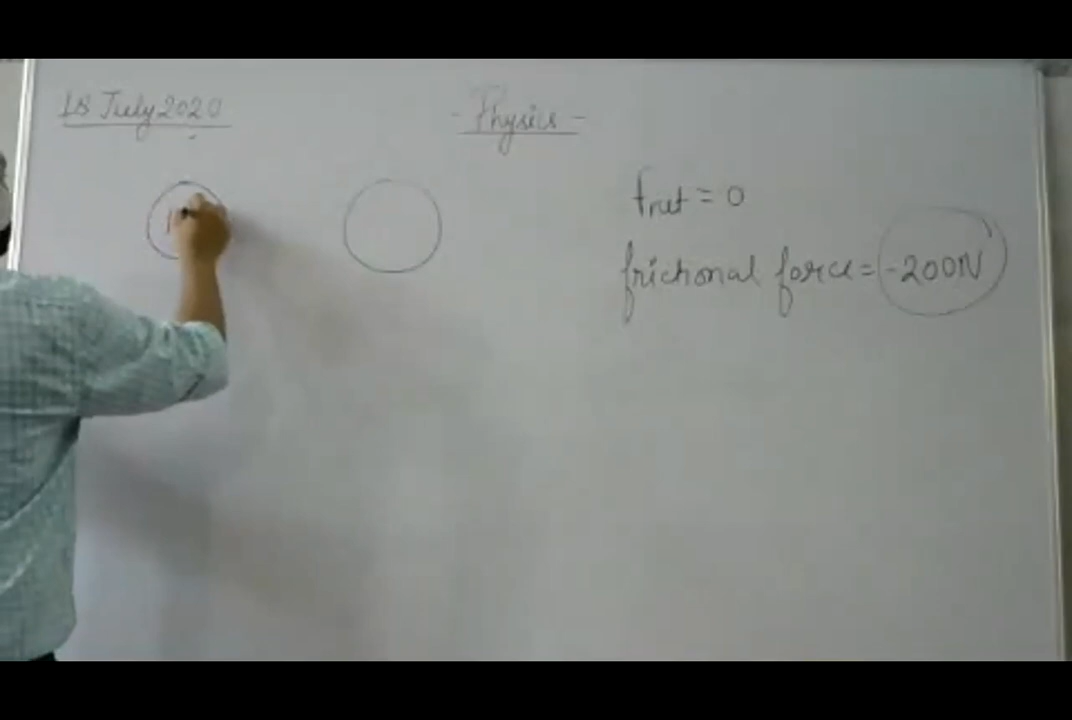 18 July 2020
- Physics -
fnet = 0
frictional force = -200N